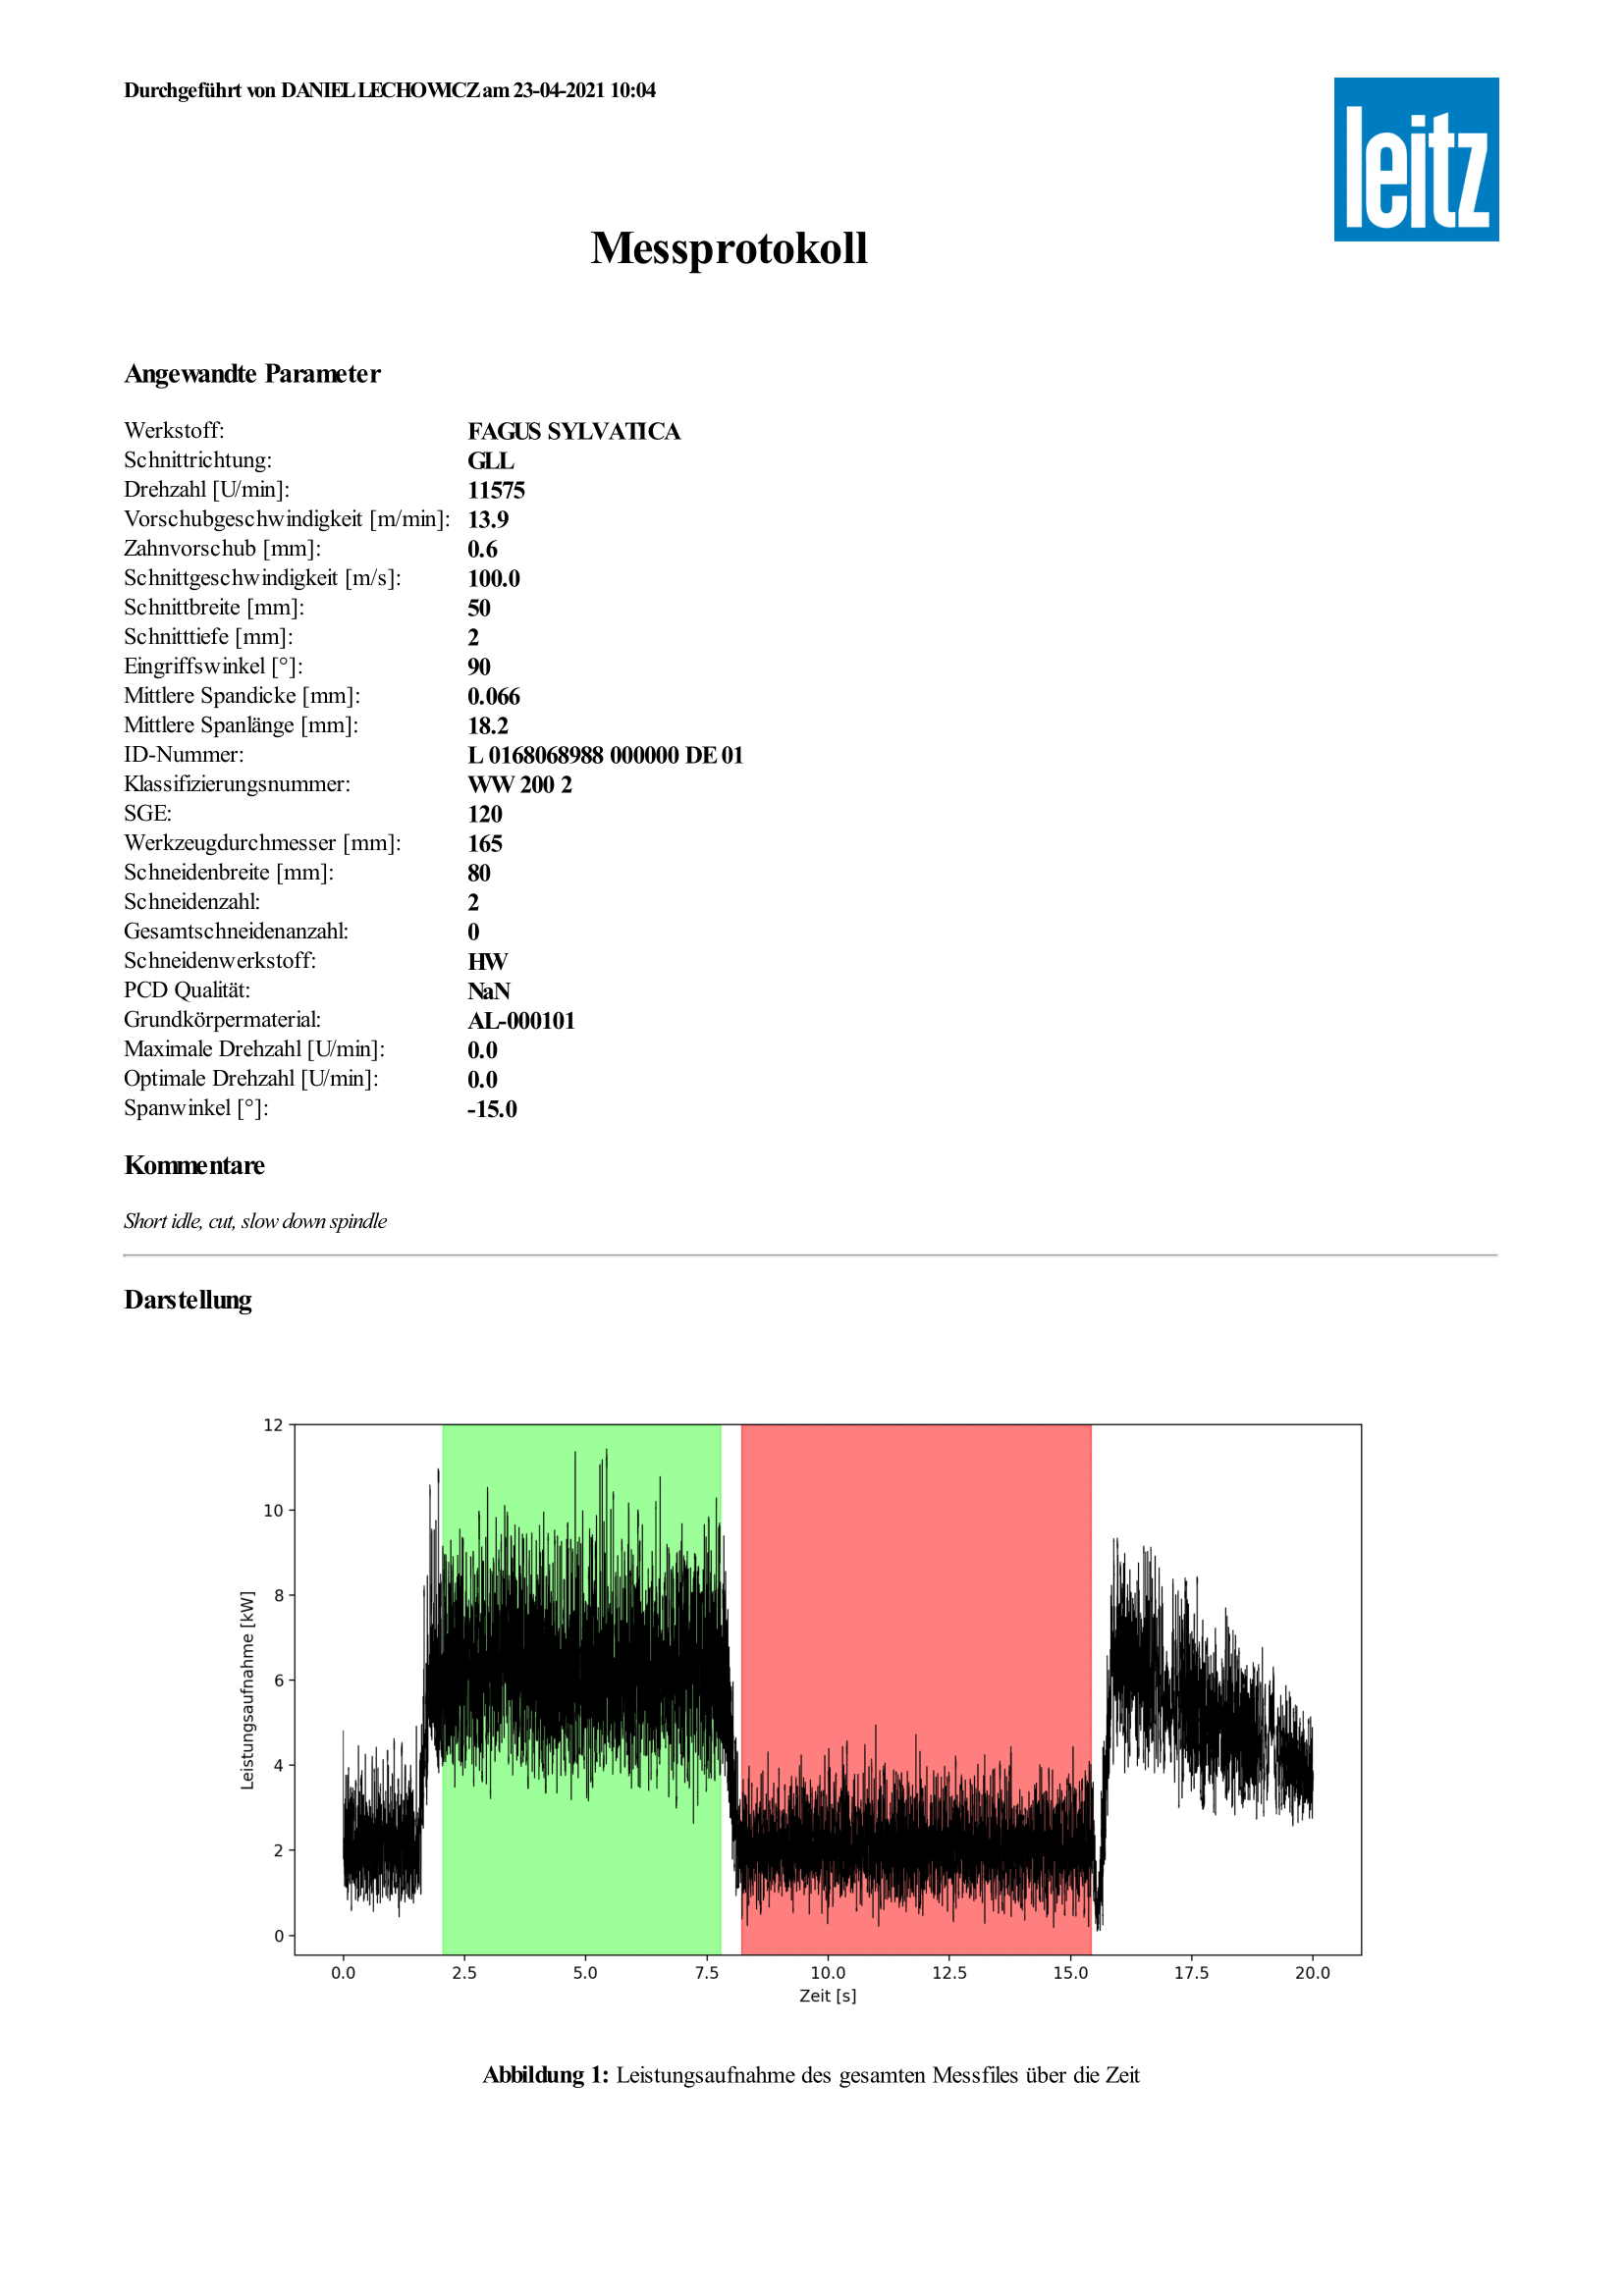 Durchgeführt von DANIEL LECHOWICZ am 23-04-2021 10:04
leitz
Messprotokoll
Angewandte Parameter
Werkstoff: FAGUS SYLVATICA
Schnittrichtung: GLL
Drehzahl [U/min]: 11575
Vorschubgeschwindigkeit [m/min]: 13.9
Zahnvorschub [mm]: 0.6
Schnittgeschwindigkeit [m/s]: 100.0
Schnittbreite [mm]: 50
Schnitttiefe [mm]: 2
Eingriffswinkel [°]: 90
Mittlere Spandicke [mm]: 0.066
Mittlere Spanlänge [mm]: 18.2
ID-Nummer: L 0168068988 000000 DE 01
Klassifizierungsnummer: WW 200 2
SGE: 120
Werkzeugdurchmesser [mm]: 165
Schneidenbreite [mm]: 80
Schneidenzahl: 2
Gesamtschneidenanzahl: 0
Schneidenwerkstoff: HW
PCD Qualität: NaN
Grundkörpermaterial: AL-000101
Maximale Drehzahl [U/min]: 0.0
Optimale Drehzahl [U/min]: 0.0
Spanwinkel [°]: -15.0
Kommentare
Short idle, cut, slow down spindle
Darstellung
12
10
8
6
4
2
0
Leistungsaufnahme [kW]
0.0 2.5 5.0 7.5 10.0 12.5 15.0 17.5 20.0
Zeit [s]
Abbildung 1: Leistungsaufnahme des gesamten Messfiles über die Zeit